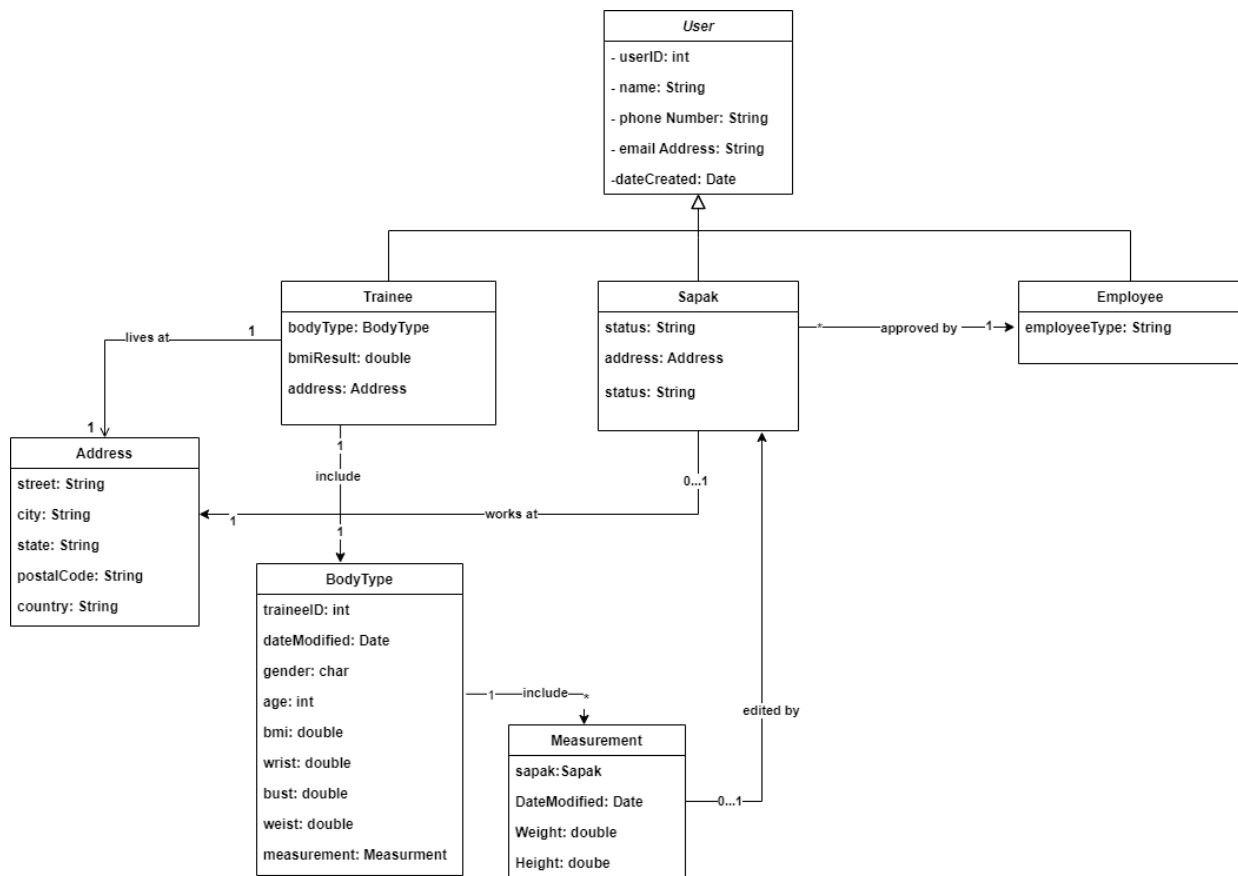 User
- userID: int
- name: String
- phone Number: String
- email Address: String
-dateCreated: Date
Trainee
bodyType: BodyType
bmiResult: double
address: Address
Sapak
status: String
address: Address
status: String
Employee
employeeType: String
*
approved by
1
1
lives at
1
Address
street: String
city: String
state: String
postalCode: String
country: String
1
include
1
0...1
works at
1
BodyType
traineeID: int
dateModified: Date
gender: char
age: int
bmi: double
wrist: double
bust: double
weist: double
measurement: Measurment
1
include
*
Measurement
sapak:Sapak
DateModified: Date
Weight: double
Height: doube
0...1
edited by